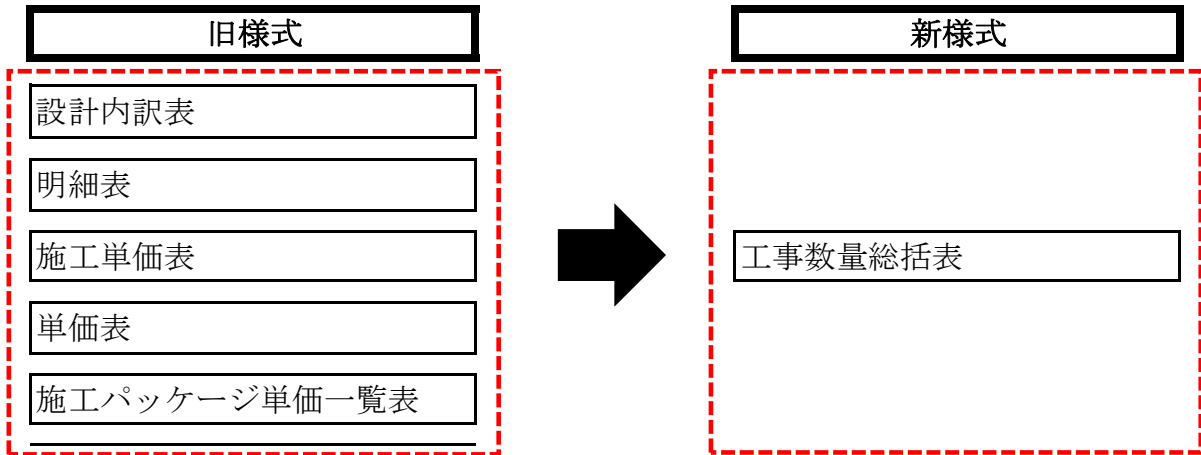 旧様式
新様式
設計内訳表
明細表
施工単価表
単価表
施工パッケージ単価一覧表
工事数量総括表